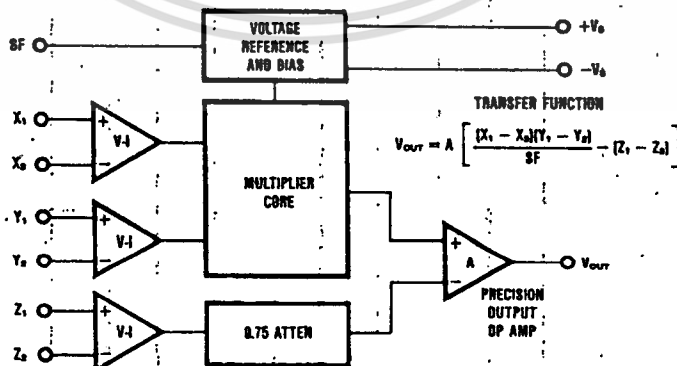 SF
VOLTAGE
REFERENCE
AND BIAS
+VS
-VS
TRANSFER FUNCTION
VOUT = A [ (X1 - X2)(Y1 - Y2) / SF - (Z1 - Z2) ]
X1
+
V-I
X2
-
MULTIPLIER
CORE
Y1
+
V-I
Y2
-
+
A
-
VOUT
PRECISION
OUTPUT
OP AMP
Z1
+
V-I
Z2
-
0.75 ATTEN